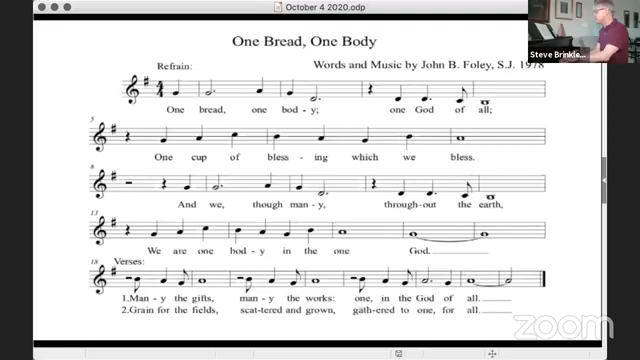 October 4 2020.odp
Steve Brinkle...
One Bread, One Body
Refrain:
Words and Music by John B. Foley, S.J. 1978
One bread, one bod - y; one God of all;
5
One cup of bless - ing which we bless.
8
And we, though man - y, through-out the earth,
13
We are one bod - y in the one God.
18 Verses:
1.Man - y the gifts, man - y the works: one, in the God of all.
2.Grain for the fields, scat-tered and grown, gath-ered to one, for all.
zoom